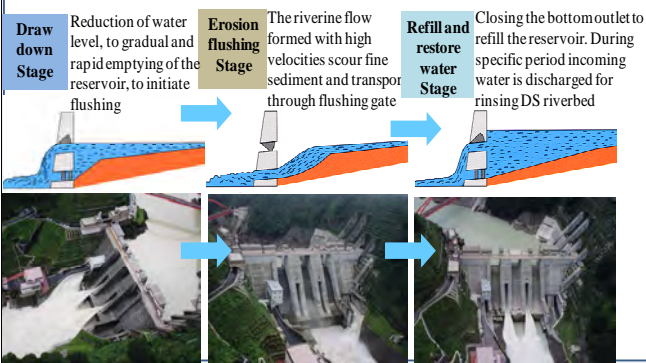 Draw
down
Stage
Reduction of water
level, to gradual and
rapid emptying of the
reservoir, to initiate
flushing
Erosion
flushing
Stage
The riverine flow
formed with high
velocities scour fine
sediment and transpor
through flushing gate
Refill and
restore
water
Stage
Closing the bottom outlet to
refill the reservoir. During
specific period incoming
water is discharged for
rinsing DS riverbed